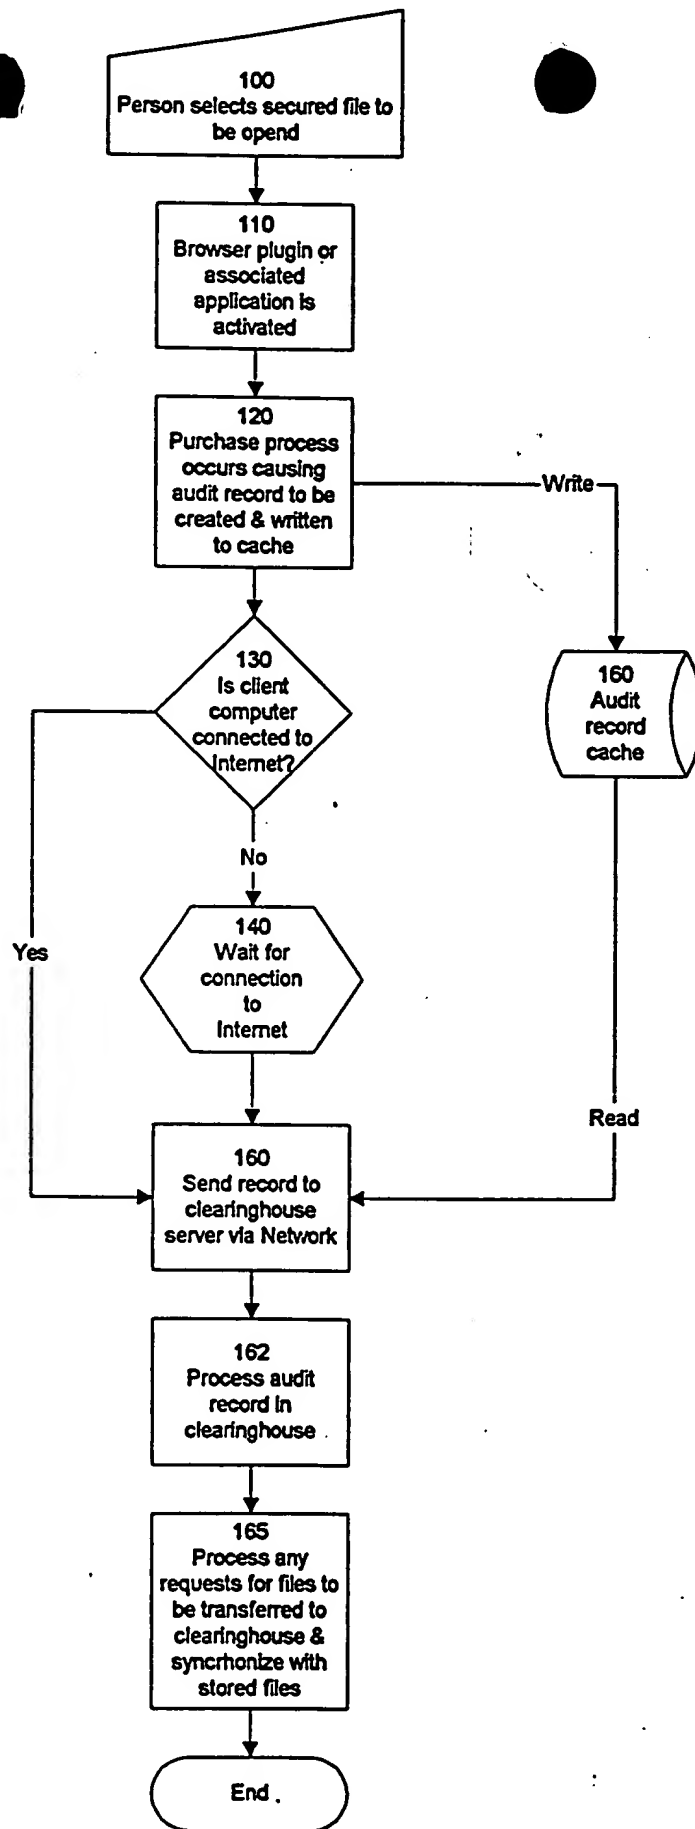 100
Person selects secured file to
be opend
110
Browser plugin or
associated
application is
activated
120
Purchase process
occurs causing
audit record to be
created & written
to cache
Write
130
Is client
computer
connected to
Internet?
160
Audit
record
cache
No
Yes
140
Wait for
connection
to
Internet
Read
160
Send record to
clearinghouse
server via Network
162
Process audit
record in
clearinghouse
165
Process any
requests for files to
be transferred to
clearinghouse &
syncrhonize with
stored files
End